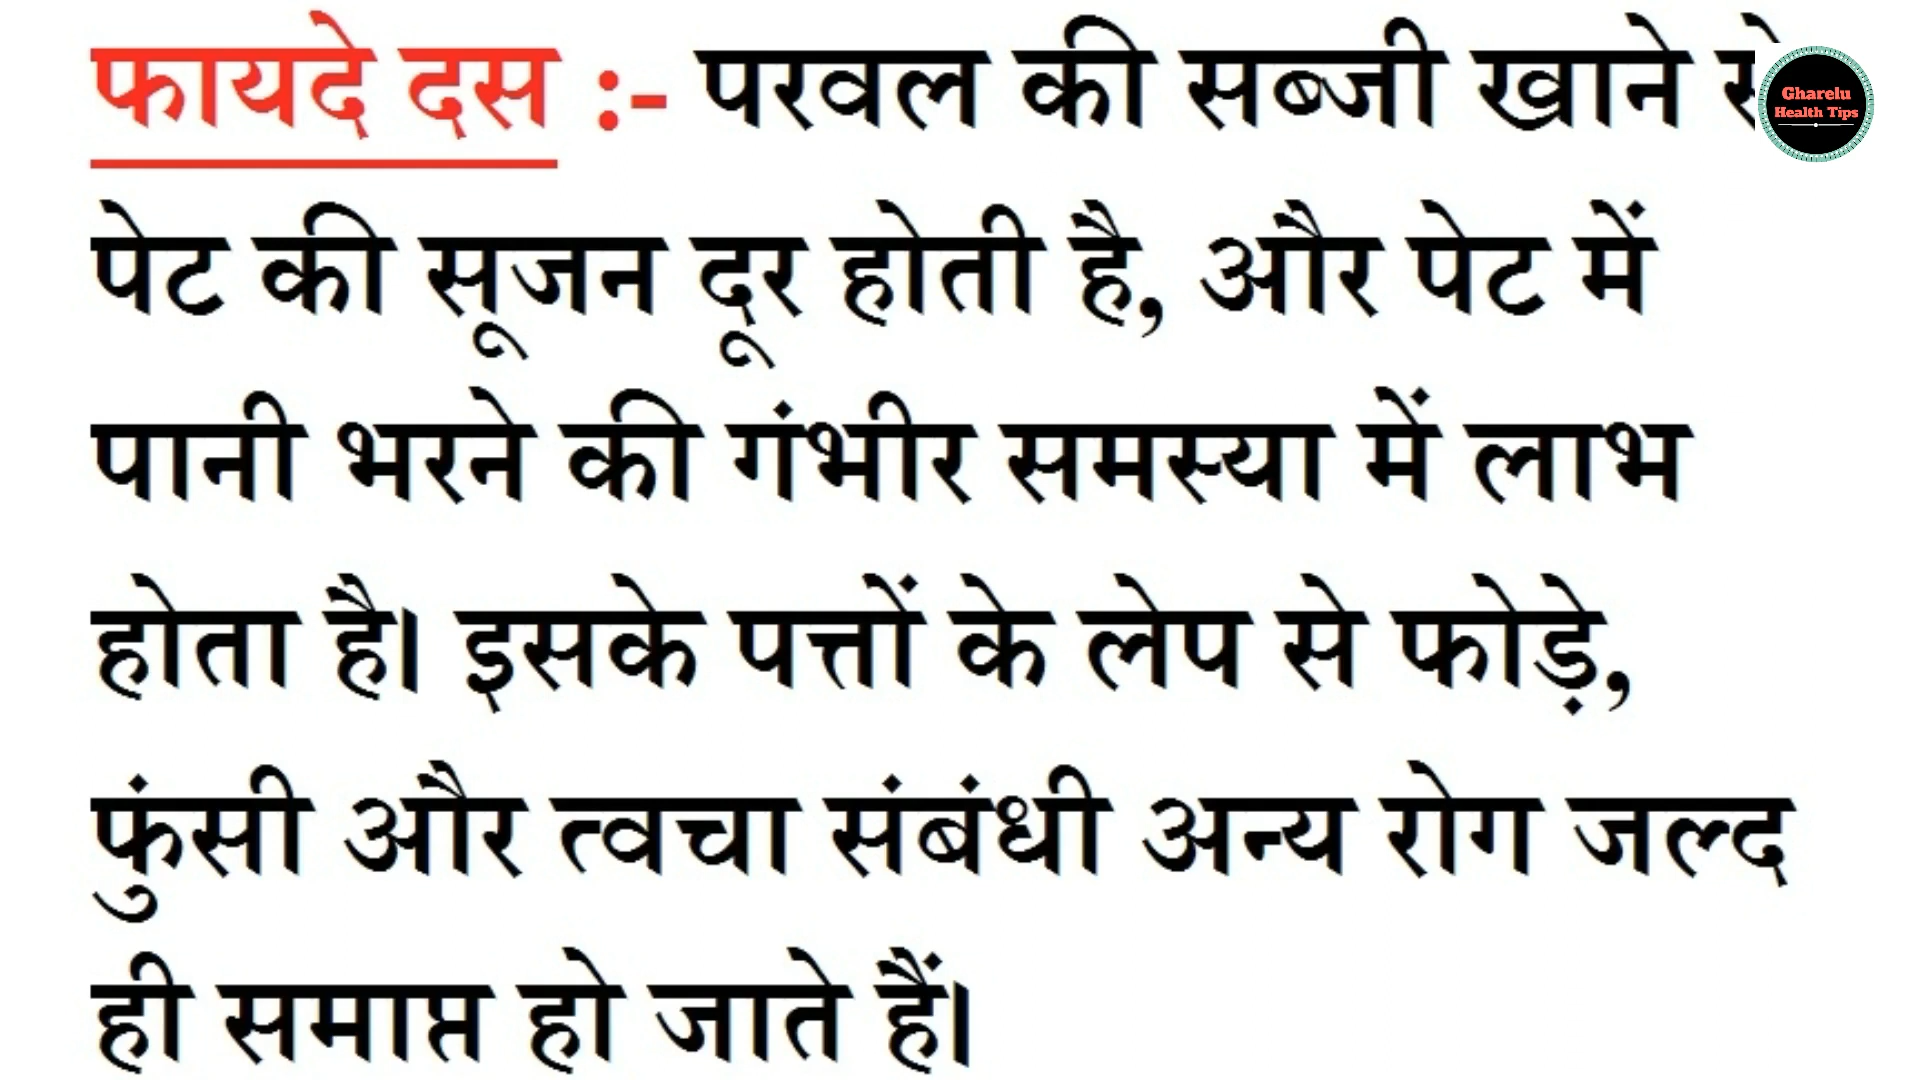 फायदे दस :- परवल की सब्जी खाने से
पेट की सूजन दूर होती है, और पेट में
पानी भरने की गंभीर समस्या में लाभ
होता है। इसके पत्तों के लेप से फोड़े,
फुंसी और त्वचा संबंधी अन्य रोग जल्द
ही समाप्त हो जाते हैं।
Gharelu
Health Tips